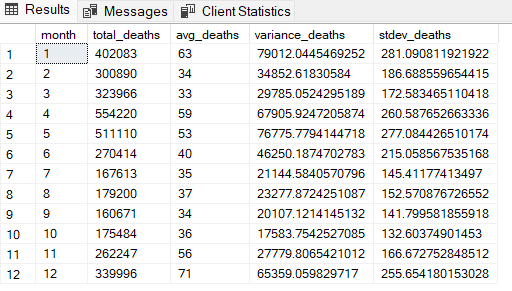 Results Messages Client Statistics
month total_deaths avg_deaths variance_deaths stdev_deaths
1 1 402083 63 79012.0445469252 281.090811921922
2 2 300890 34 34852.61830584 186.688559654415
3 3 323966 33 29785.0524295189 172.583465110418
4 4 554220 59 67905.9247205874 260.587652663336
5 5 511110 53 76775.7794144718 277.084426510174
6 6 270414 40 46250.1874702783 215.058567535168
7 7 167613 35 21144.5840570796 145.41177413497
8 8 179200 37 23277.8724251087 152.570876726552
9 9 160671 34 20107.1214145132 141.799581855918
10 10 175484 36 17583.7542527085 132.60374901453
11 11 262247 56 27779.8065421012 166.672752848512
12 12 339996 71 65359.059829717 255.654180153028